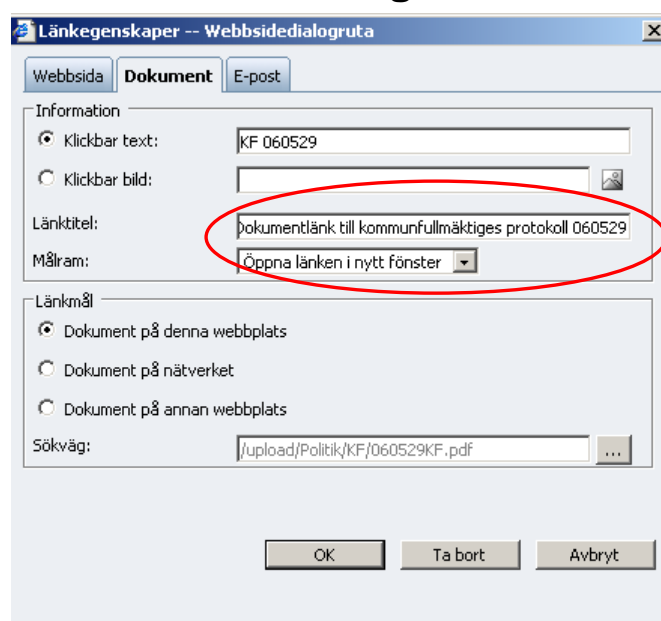 Länkegenskaper -- Webbsidedialogruta
Webbsida Dokument E-post
Information
Klickbar text: KF 060529
Klickbar bild:
Länktitel: Dokumentlänk till kommunfullmäktiges protokoll 060529
Målram: Öppna länken i nytt fönster
Länkmål
Dokument på denna webbplats
Dokument på nätverket
Dokument på annan webbplats
Sökväg: /upload/Politik/KF/060529KF.pdf ...
OK Ta bort Avbryt